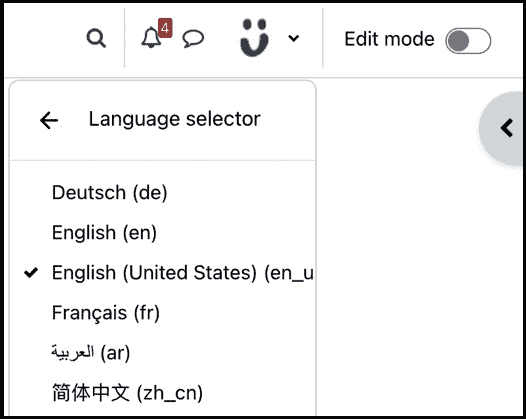 4
Edit mode
Language selector
Deutsch (de)
English (en)
English (United States) (en_u
Français (fr)
العربية (ar)
简体中文 (zh_cn)